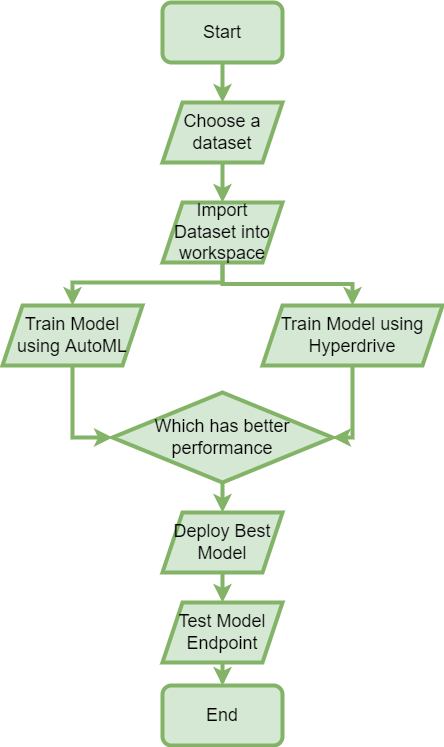 Start
Choose a
dataset
Import
Dataset into
workspace
Train Model
using AutoML
Train Model using
Hyperdrive
Which has better
performance
Deploy Best
Model
Test Model
Endpoint
End